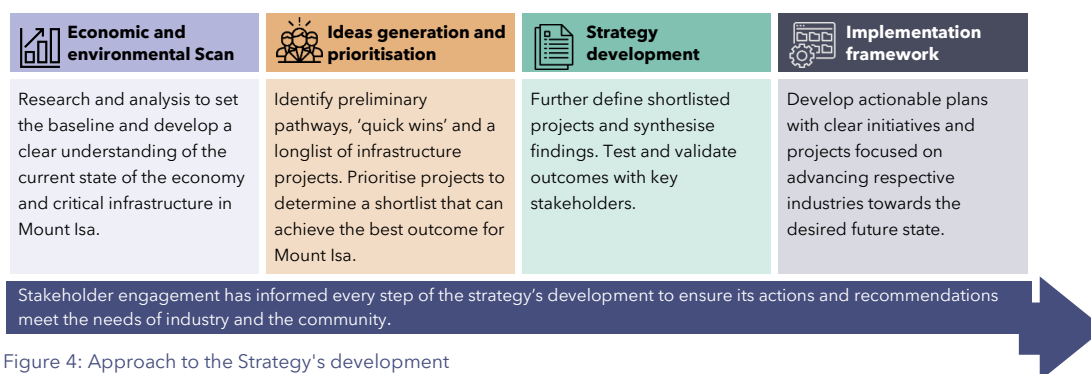 Economic and
environmental Scan
Research and analysis to set
the baseline and develop a
clear understanding of the
current state of the economy
and critical infrastructure in
Mount Isa.
Ideas generation and
prioritisation
Identify preliminary
pathways, ‘quick wins’ and a
longlist of infrastructure
projects. Prioritise projects to
determine a shortlist that can
achieve the best outcome for
Mount Isa.
Strategy
development
Further define shortlisted
projects and synthesise
findings. Test and validate
outcomes with key
stakeholders.
Implementation
framework
Develop actionable plans
with clear initiatives and
projects focused on
advancing respective
industries towards the
desired future state.
Stakeholder engagement has informed every step of the strategy’s development to ensure its actions and recommendations
meet the needs of industry and the community.
Figure 4: Approach to the Strategy's development